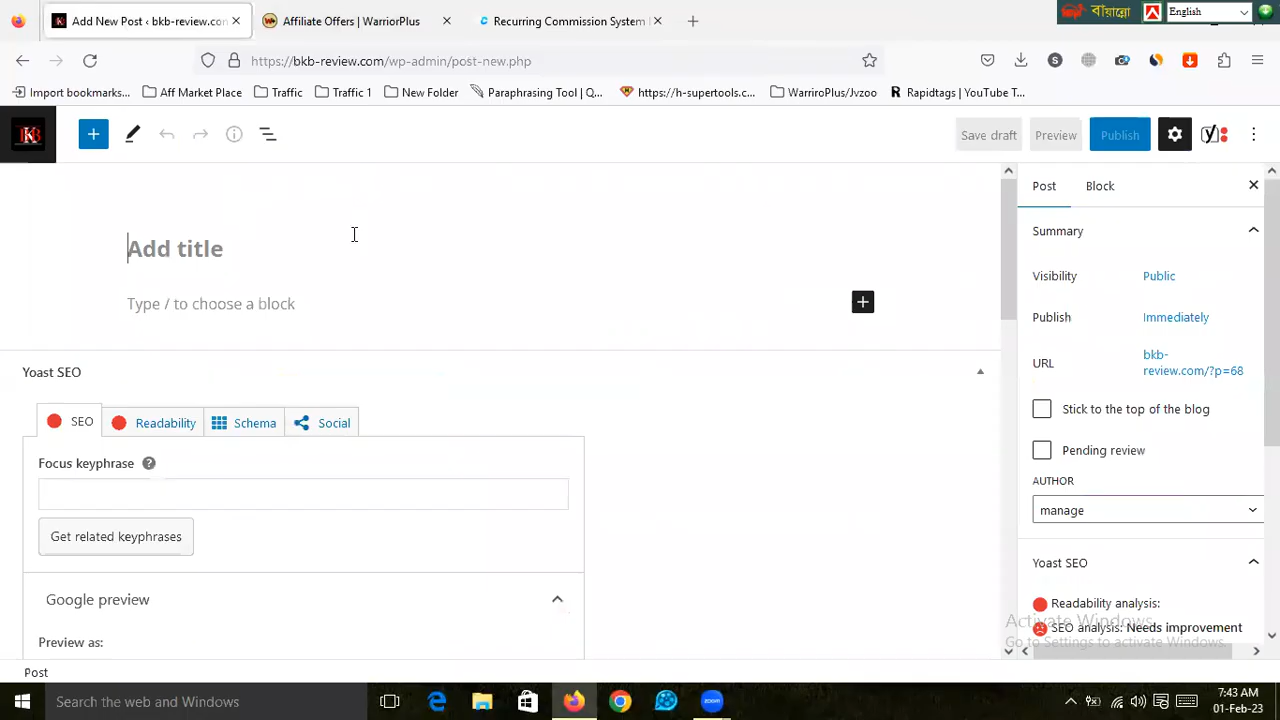 Add New Post ‹ bkb-review.con
Affiliate Offers | WarriorPlus
Recurring Commission System |
বায়ান্নো
English
https://bkb-review.com/wp-admin/post-new.php
Import bookmarks...
Aff Market Place
Traffic
Traffic 1
New Folder
Paraphrasing Tool | Q...
https://h-supertools.c...
WarriroPlus/Jvzoo
Rapidtags | YouTube T...
Save draft
Preview
Publish
Add title
Type / to choose a block
Post
Block
Summary
Visibility
Public
Publish
Immediately
URL
bkb-
review.com/?p=68
Stick to the top of the blog
Pending review
AUTHOR
manage
Yoast SEO
SEO
Readability
Schema
Social
Focus keyphrase
Get related keyphrases
Google preview
Preview as:
Yoast SEO
Readability analysis:
SEO analysis: Needs improvement
Activate Windows
Go to Settings to activate Windows.
Post
Search the web and Windows
zoom
7:43 AM
01-Feb-23